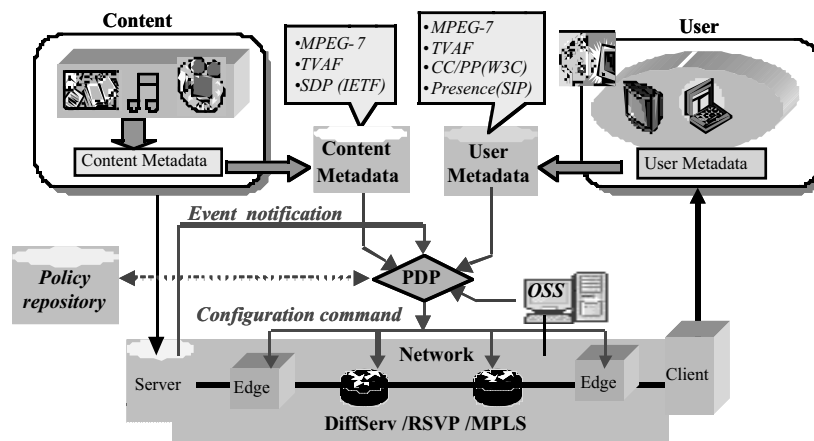 Content
User
•MPEG- 7
•TVAF
•SDP (IETF)
•MPEG-7
•TVAF
•CC/PP(W3C)
•Presence(SIP)
Content Metadata
Content
Metadata
User
Metadata
User Metadata
Event notification
Policy
repository
PDP
OSS
Configuration command
Network
Server
Edge
Edge
Client
DiffServ /RSVP /MPLS